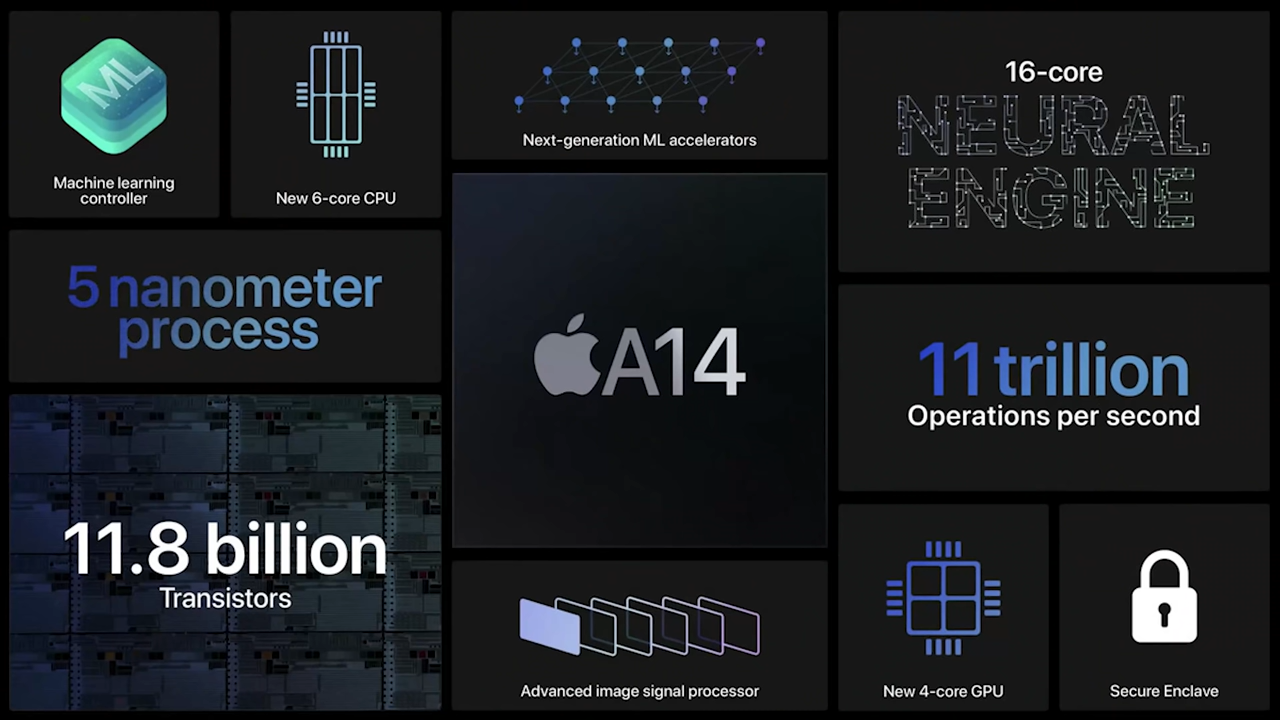 ML
Machine learning
controller
New 6-core CPU
Next-generation ML accelerators
16-core
NEURAL
ENGINE
5 nanometer
process
A14
11 trillion
Operations per second
11.8 billion
Transistors
Advanced image signal processor
New 4-core GPU
Secure Enclave